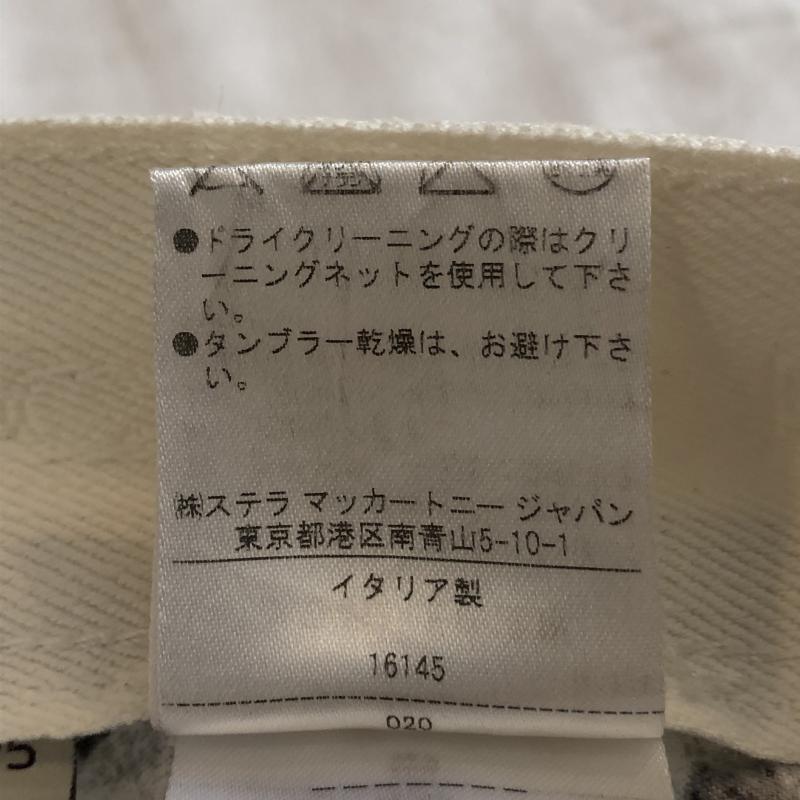 ●ドライクリーニングの際はクリ
ーニングネットを使用して下さ
い。
●タンブラー乾燥は、お避け下さ
い。
㈱ステラ マッカートニー ジャパン
東京都港区南青山5-10-1
イタリア製
16145
020